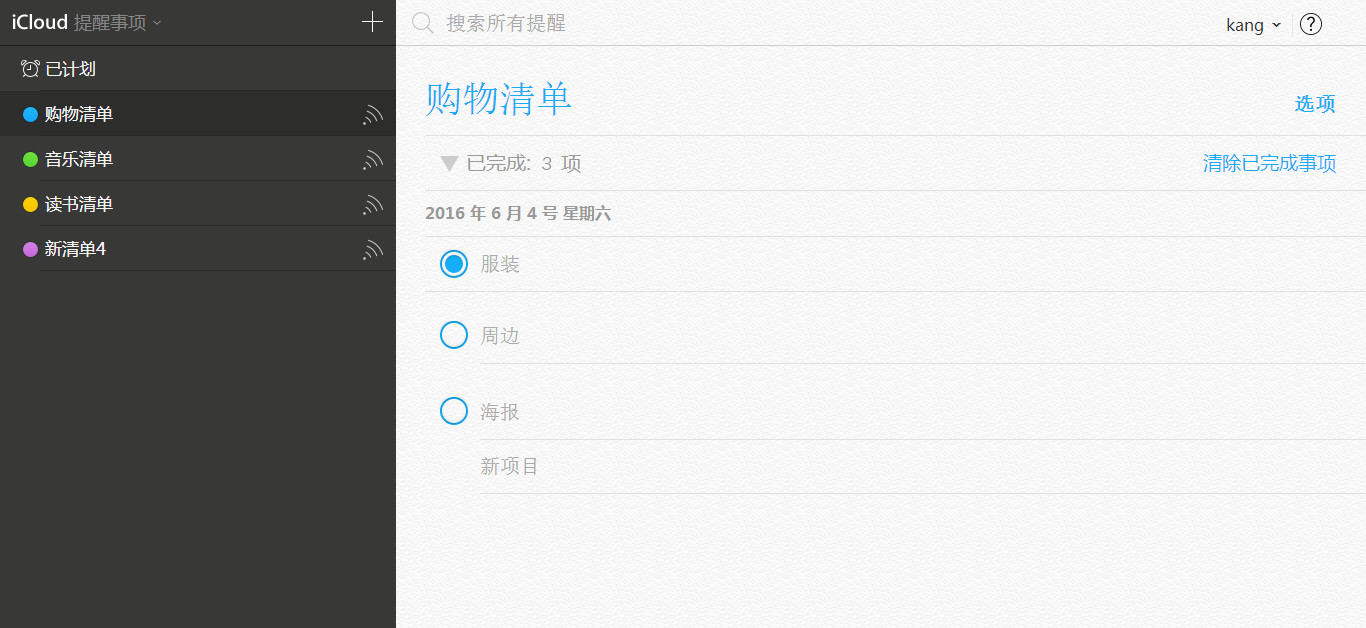 iCloud 提醒事项
已计划
购物清单
音乐清单
读书清单
新清单4
搜索所有提醒
kang
?
购物清单
选项
已完成: 3 项
清除已完成事项
2016 年 6 月 4 号 星期六
服装
周边
海报
新项目